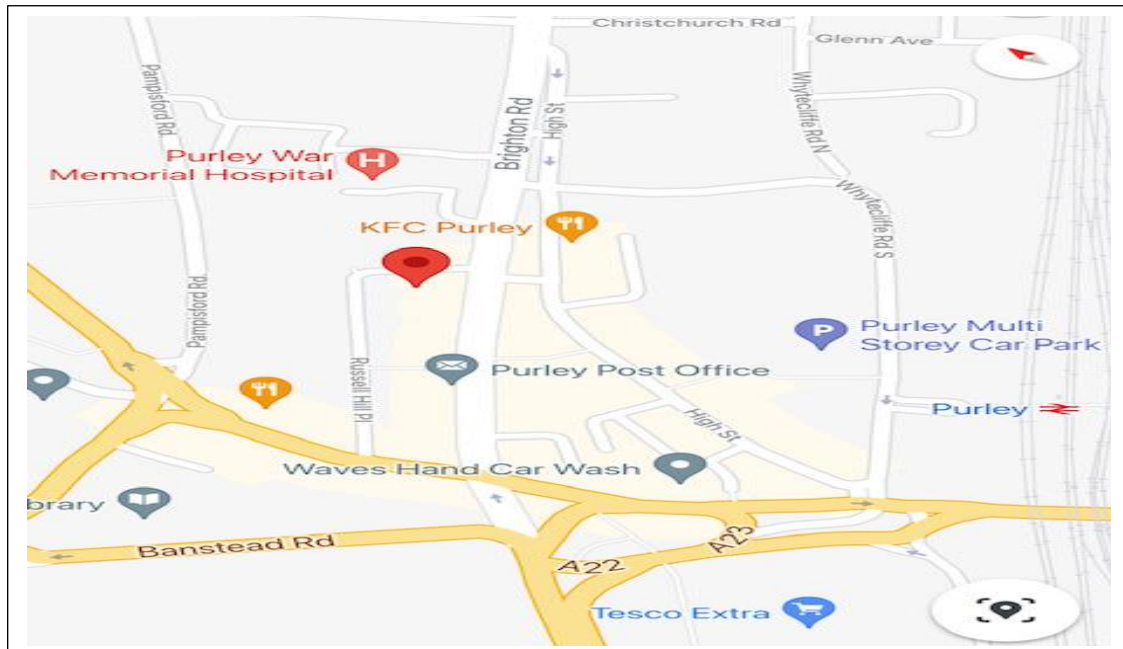 Christchurch Rd
Glenn Ave
Pampisford Rd
Brighton Rd
High St
Whytecliffe Rd N
Purley War
Memorial Hospital
H
Whytecliffe Rd S
KFC Purley
Pampisford Rd
Purley Multi
Storey Car Park
P
Russell Hill Pl
Purley Post Office
Purley
High St
Waves Hand Car Wash
brary
A23
Banstead Rd
A22
Tesco Extra